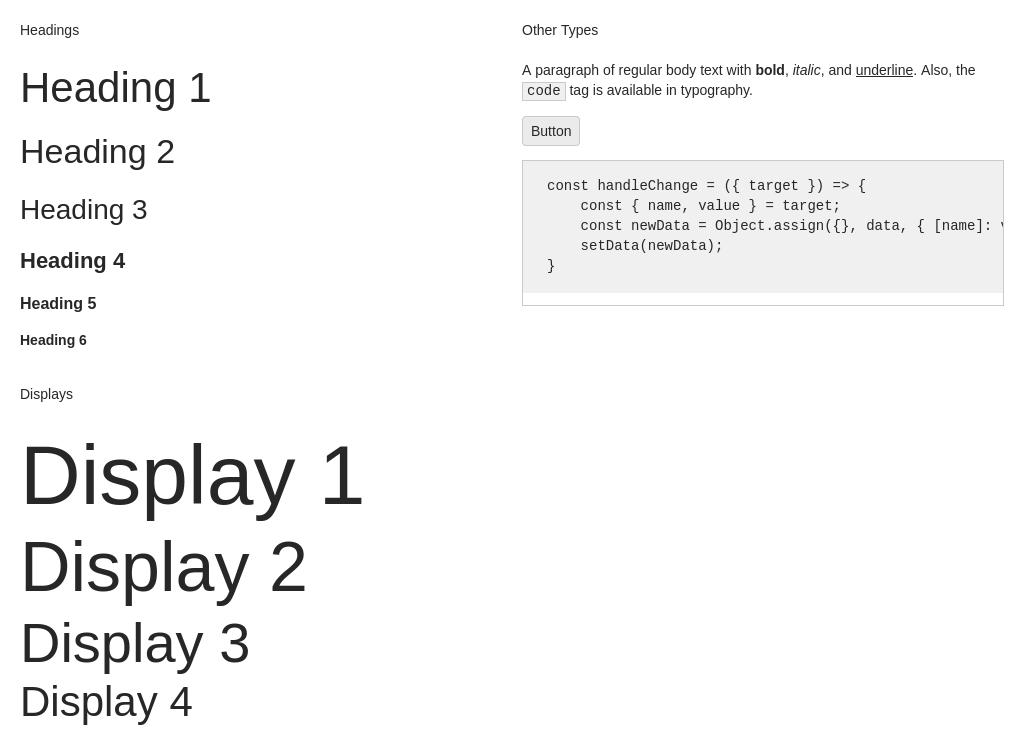 Headings
Heading 1
Heading 2
Heading 3
Heading 4
Heading 5
Heading 6
Displays
Display 1
Display 2
Display 3
Display 4
Other Types
A paragraph of regular body text with bold, italic, and underline. Also, the
code tag is available in typography.
Button
const handleChange = ({ target }) => {
    const { name, value } = target;
    const newData = Object.assign({}, data, { [name]:
    setData(newData);
}